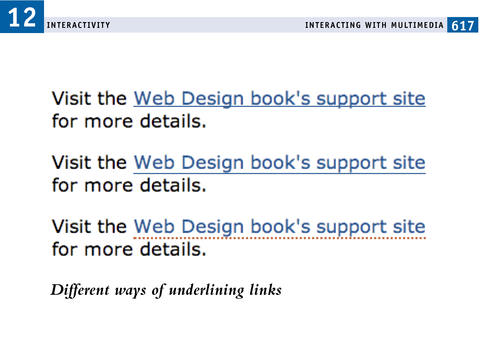 12 INTERACTIVITY INTERACTING WITH MULTIMEDIA 617
Visit the Web Design book's support site
for more details.
Visit the Web Design book's support site
for more details.
Visit the Web Design book's support site
for more details.
Different ways of underlining links